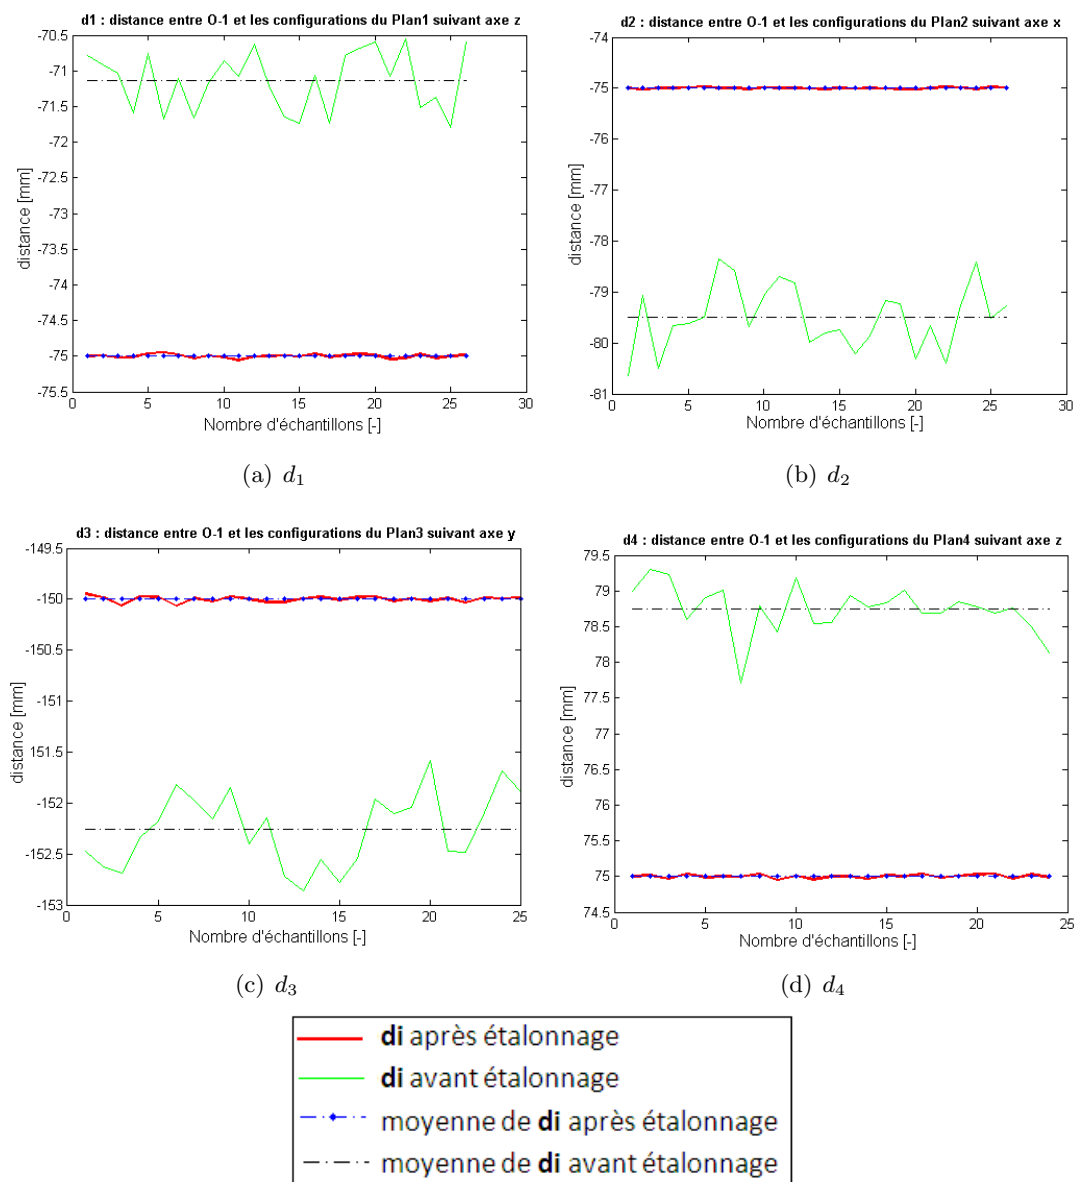 d1 : distance entre O-1 et les configurations du Plan1 suivant axe z
-70.5
-71
-71.5
-72
-72.5
-73
-73.5
-74
-74.5
-75
-75.5
distance [mm]
0 5 10 15 20 25 30
Nombre d'échantillons [-]
(a) d1
d2 : distance entre O-1 et les configurations du Plan2 suivant axe x
-74
-75
-76
-77
-78
-79
-80
-81
distance [mm]
0 5 10 15 20 25 30
Nombre d'échantillons [-]
(b) d2
d3 : distance entre O-1 et les configurations du Plan3 suivant axe y
-149.5
-150
-150.5
-151
-151.5
-152
-152.5
-153
distance [mm]
0 5 10 15 20 25
Nombre d'échantillons [-]
(c) d3
d4 : distance entre O-1 et les configurations du Plan4 suivant axe z
79.5
79
78.5
78
77.5
77
76.5
76
75.5
75
74.5
distance [mm]
0 5 10 15 20 25
Nombre d'échantillons [-]
(d) d4
di après étalonnage
di avant étalonnage
moyenne de di après étalonnage
moyenne de di avant étalonnage